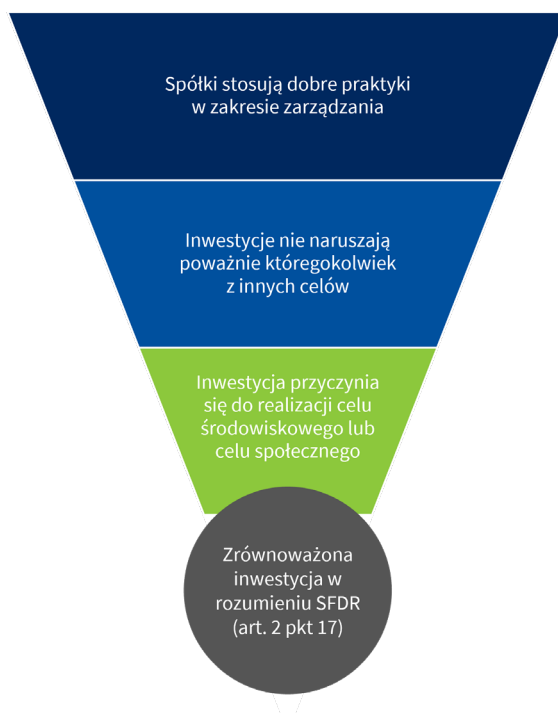 Spółki stosują dobre praktyki
w zakresie zarządzania
Inwestycje nie naruszają
poważnie któregokolwiek
z innych celów
Inwestycja przyczynia
się do realizacji celu
środowiskowego lub
celu społecznego
Zrównoważona
inwestycja w
rozumieniu SFDR
(art. 2 pkt 17)